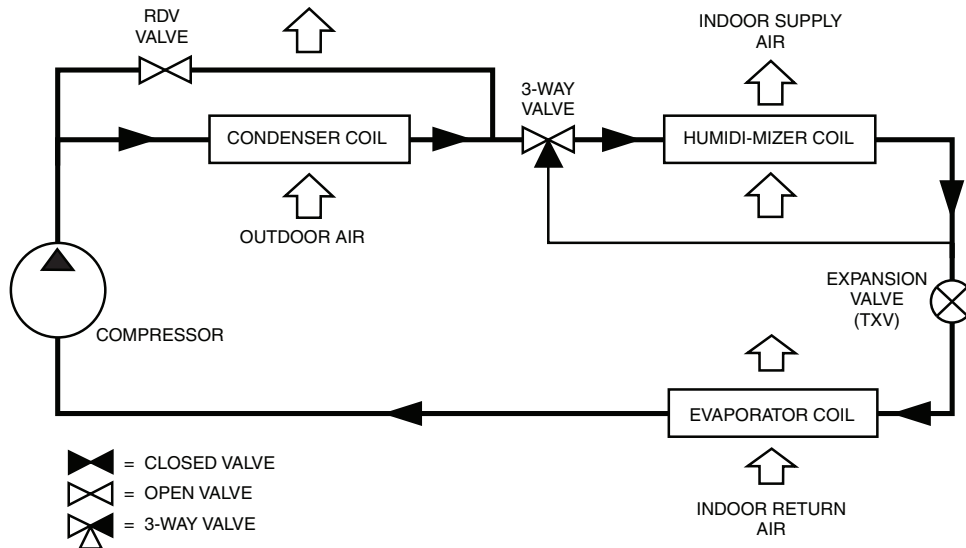 RDV
VALVE
INDOOR SUPPLY
AIR
3-WAY
VALVE
CONDENSER COIL
HUMIDI-MIZER COIL
OUTDOOR AIR
EXPANSION
VALVE
(TXV)
COMPRESSOR
EVAPORATOR COIL
= CLOSED VALVE
= OPEN VALVE
= 3-WAY VALVE
INDOOR RETURN
AIR